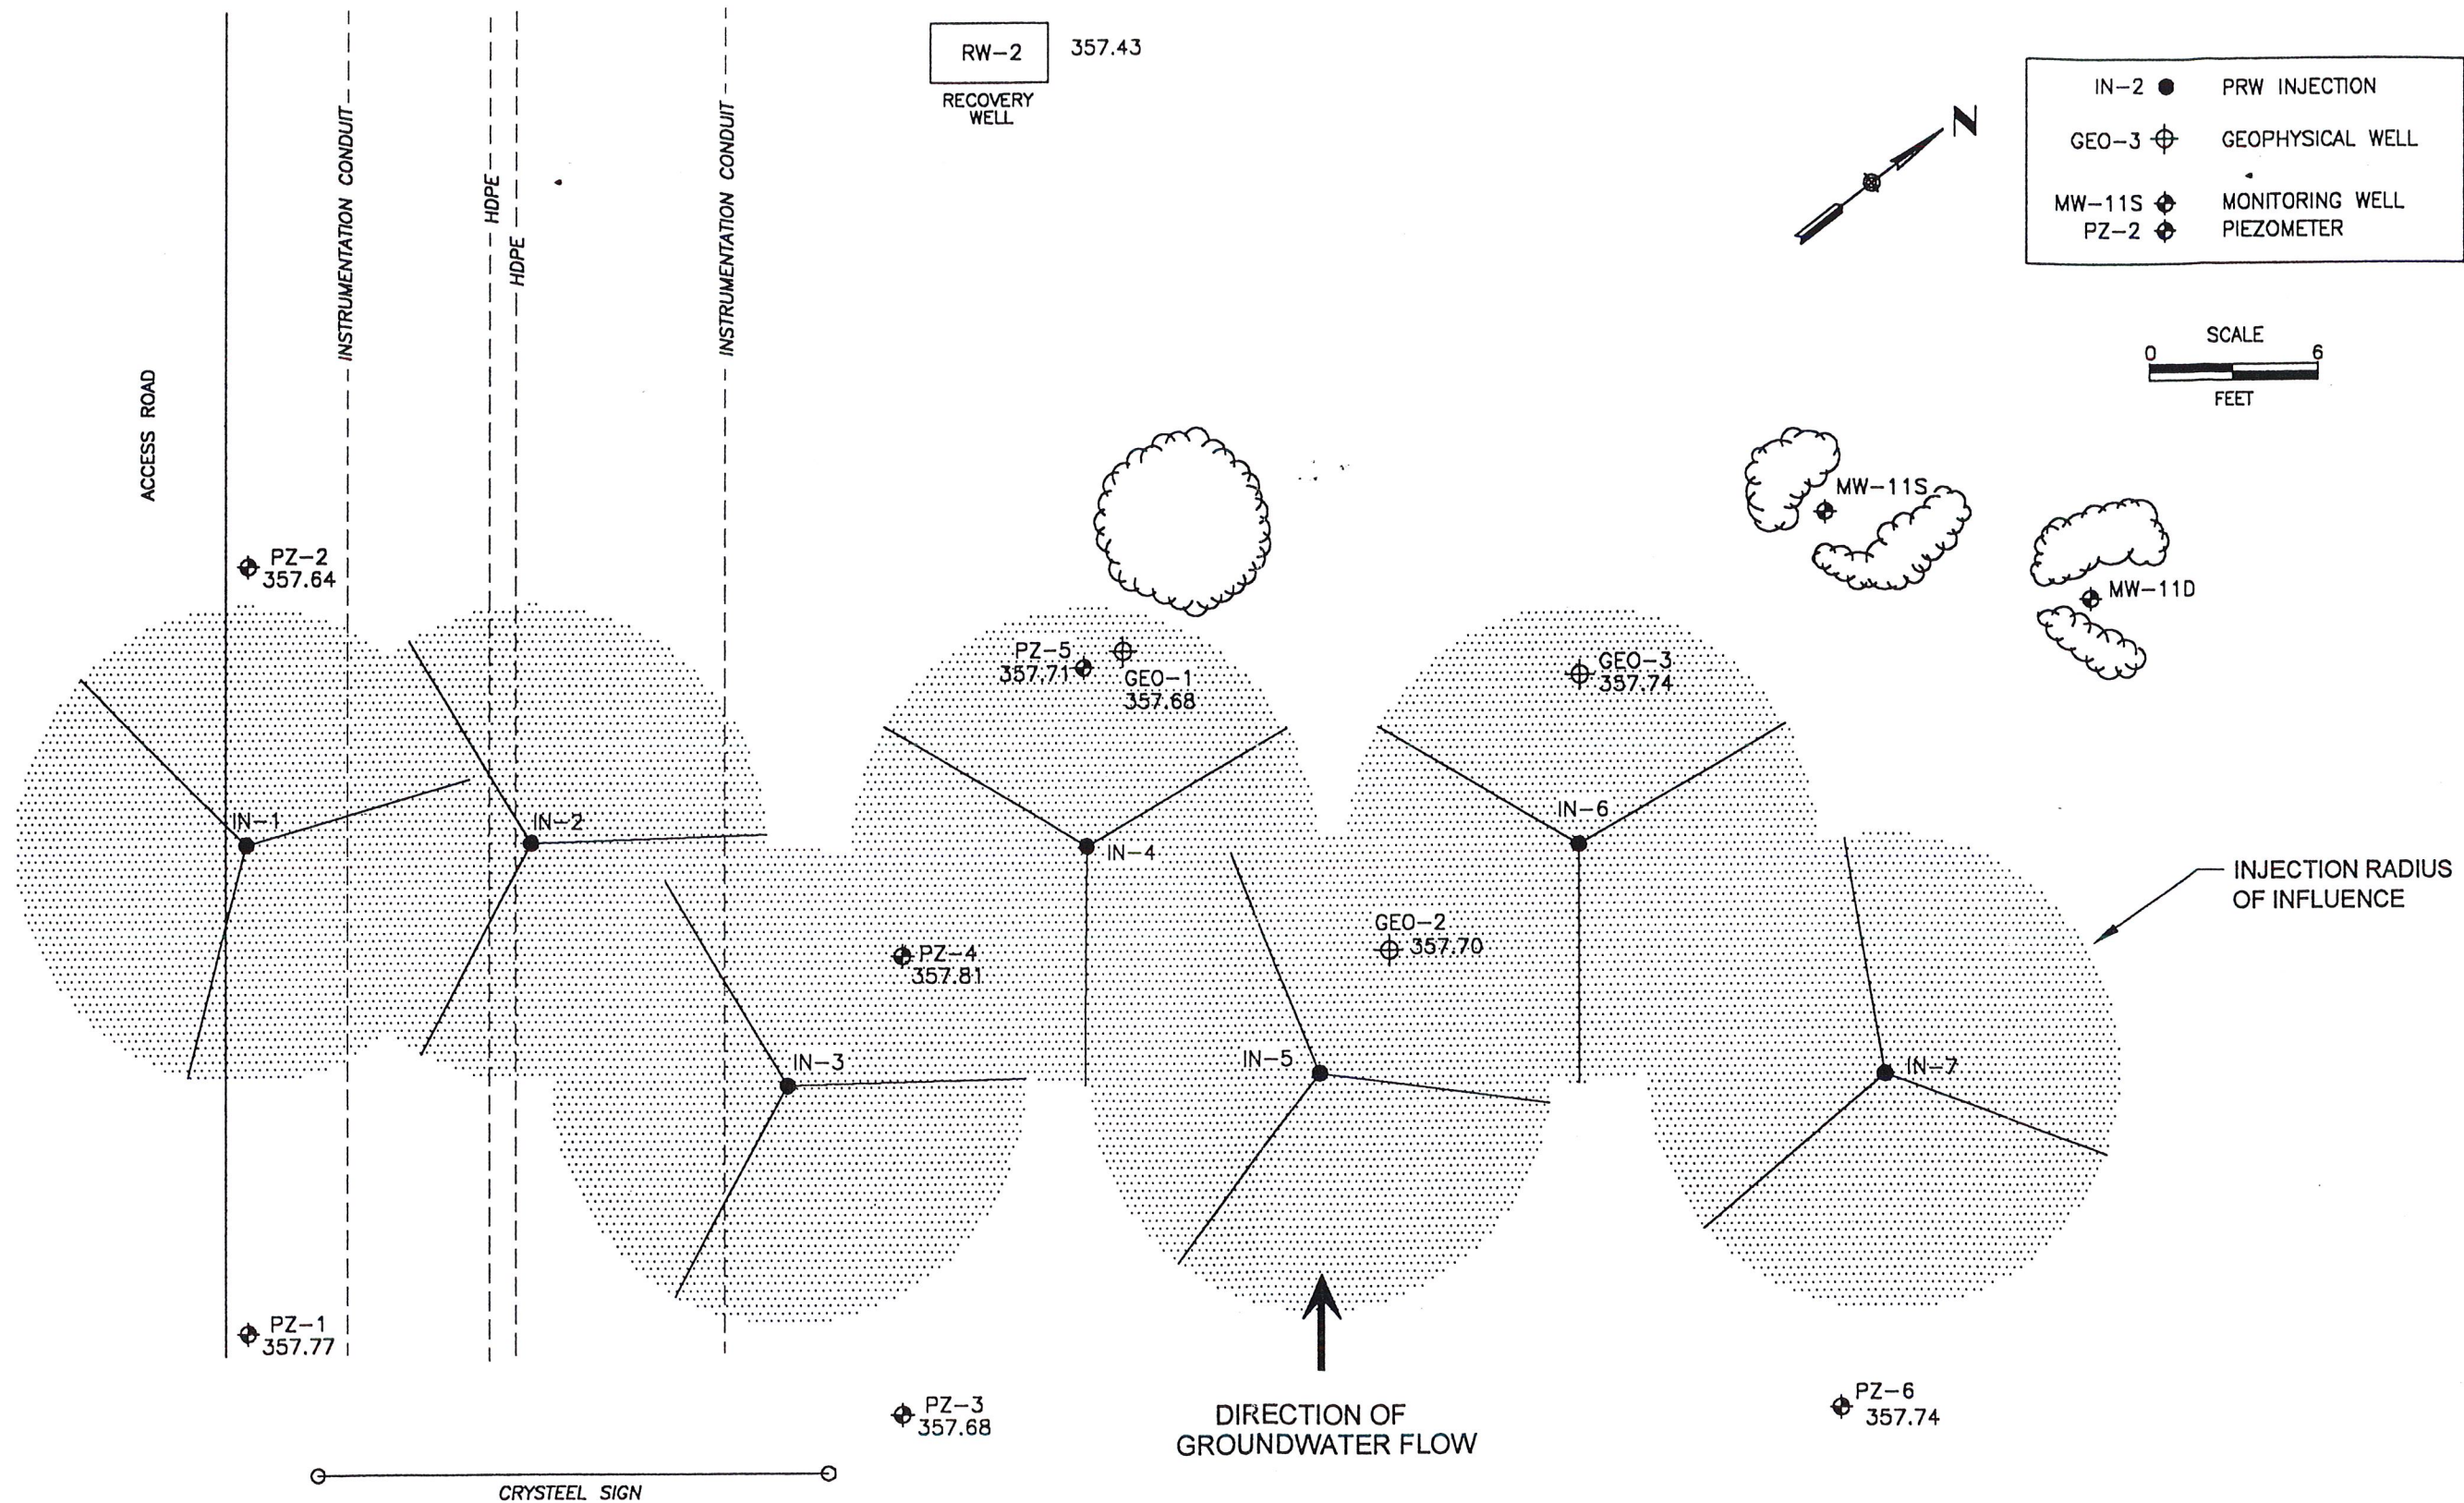 RW-2 357.43
RECOVERY
WELL
INSTRUMENTATION CONDUIT
HDPE
HDPE
INSTRUMENTATION CONDUIT
ACCESS ROAD
N
IN-2 PRW INJECTION
GEO-3 GEOPHYSICAL WELL
MW-11S MONITORING WELL
PZ-2 PIEZOMETER
SCALE
0 6
FEET
MW-11S
MW-11D
PZ-2
357.64
PZ-5
357.71
GEO-1
357.68
GEO-3
357.74
IN-1
IN-2
IN-4
IN-6
INJECTION RADIUS
OF INFLUENCE
GEO-2
357.70
PZ-4
357.81
IN-3
IN-5
IN-7
PZ-1
357.77
PZ-3
357.68
DIRECTION OF
GROUNDWATER FLOW
PZ-6
357.74
CRYSTEEL SIGN